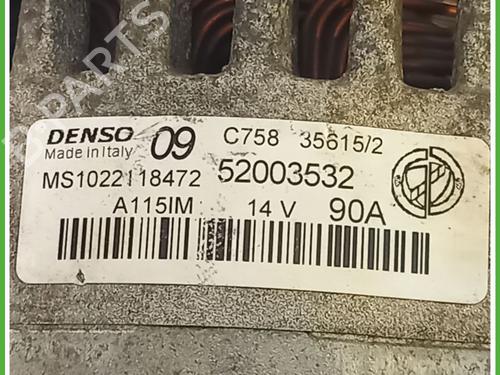 DENSO 09 C758 35615/2
Made in Italy
MS1022118472 52003532
A115IM 14 V 90A